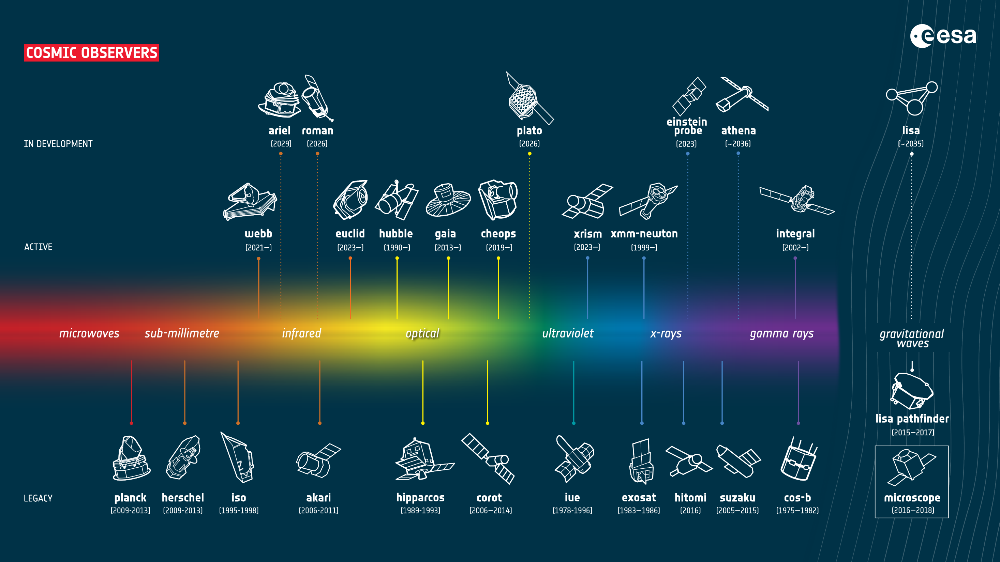 esa
COSMIC OBSERVERS
IN DEVELOPMENT
ariel
(2029)
roman
(2026)
plato
(2026)
einstein
probe
(2023)
athena
(~2036)
lisa
(~2035)
ACTIVE
webb
(2021–)
euclid
(2023–)
hubble
(1990–)
gaia
(2013–)
cheops
(2019–)
xrism
(2023–)
xmm-newton
(1999–)
integral
(2002–)
microwaves
sub-millimetre
infrared
optical
ultraviolet
x-rays
gamma rays
gravitational
waves
lisa pathfinder
(2015–2017)
LEGACY
planck
(2009-2013)
herschel
(2009-2013)
iso
(1995-1998)
akari
(2006-2011)
hipparcos
(1989-1993)
corot
(2006–2014)
iue
(1978-1996)
exosat
(1983–1986)
hitomi
(2016)
suzaku
(2005–2015)
cos-b
(1975–1982)
microscope
(2016–2018)